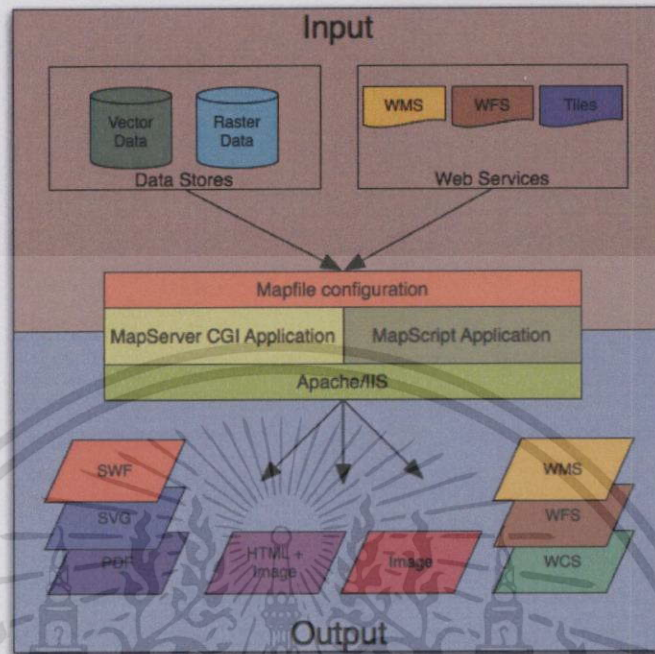 Input
Vector
Data
Raster
Data
Data Stores
WMS
WFS
Tiles
Web Services
Mapfile configuration
MapServer CGI Application
MapScript Application
Apache/IIS
SWF
SVG
PDF
HTML +
Image
Image
WMS
WFS
WCS
Output